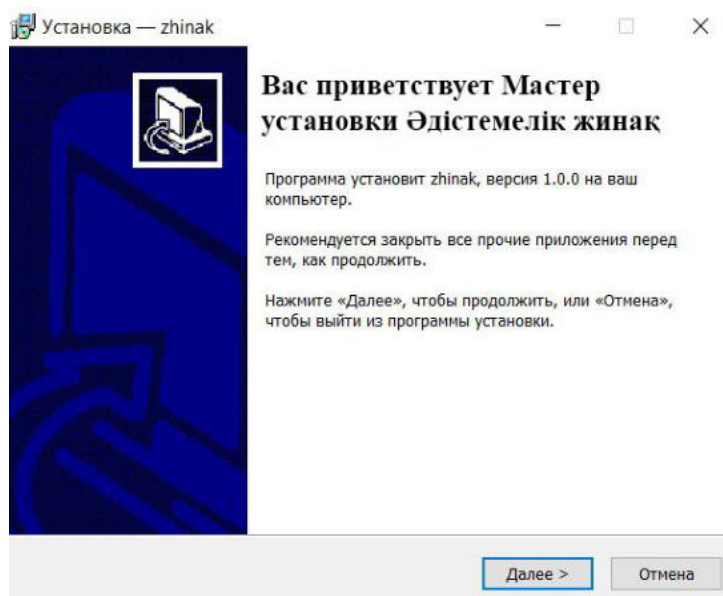 Установка — zhinak
Вас приветствует Мастер
установки Әдістемелік жинақ
Программа установит zhinak, версия 1.0.0 на ваш
компьютер.
Рекомендуется закрыть все прочие приложения перед
тем, как продолжить.
Нажмите «Далее», чтобы продолжить, или «Отмена»,
чтобы выйти из программы установки.
Далее > Отмена